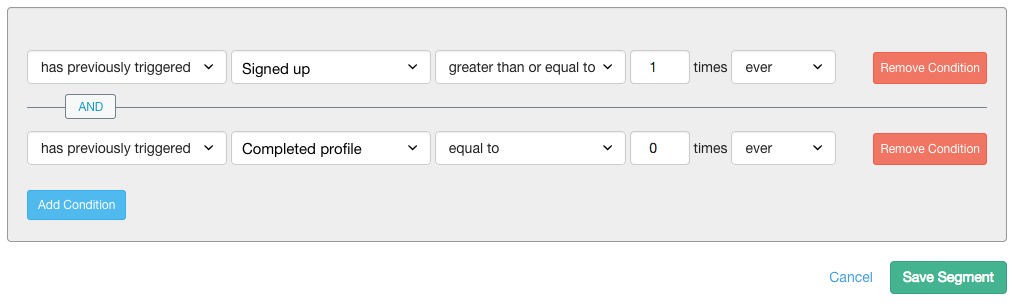 has previously triggered Signed up greater than or equal to 1 times ever Remove Condition
AND
has previously triggered Completed profile equal to 0 times ever Remove Condition
Add Condition
Cancel Save Segment